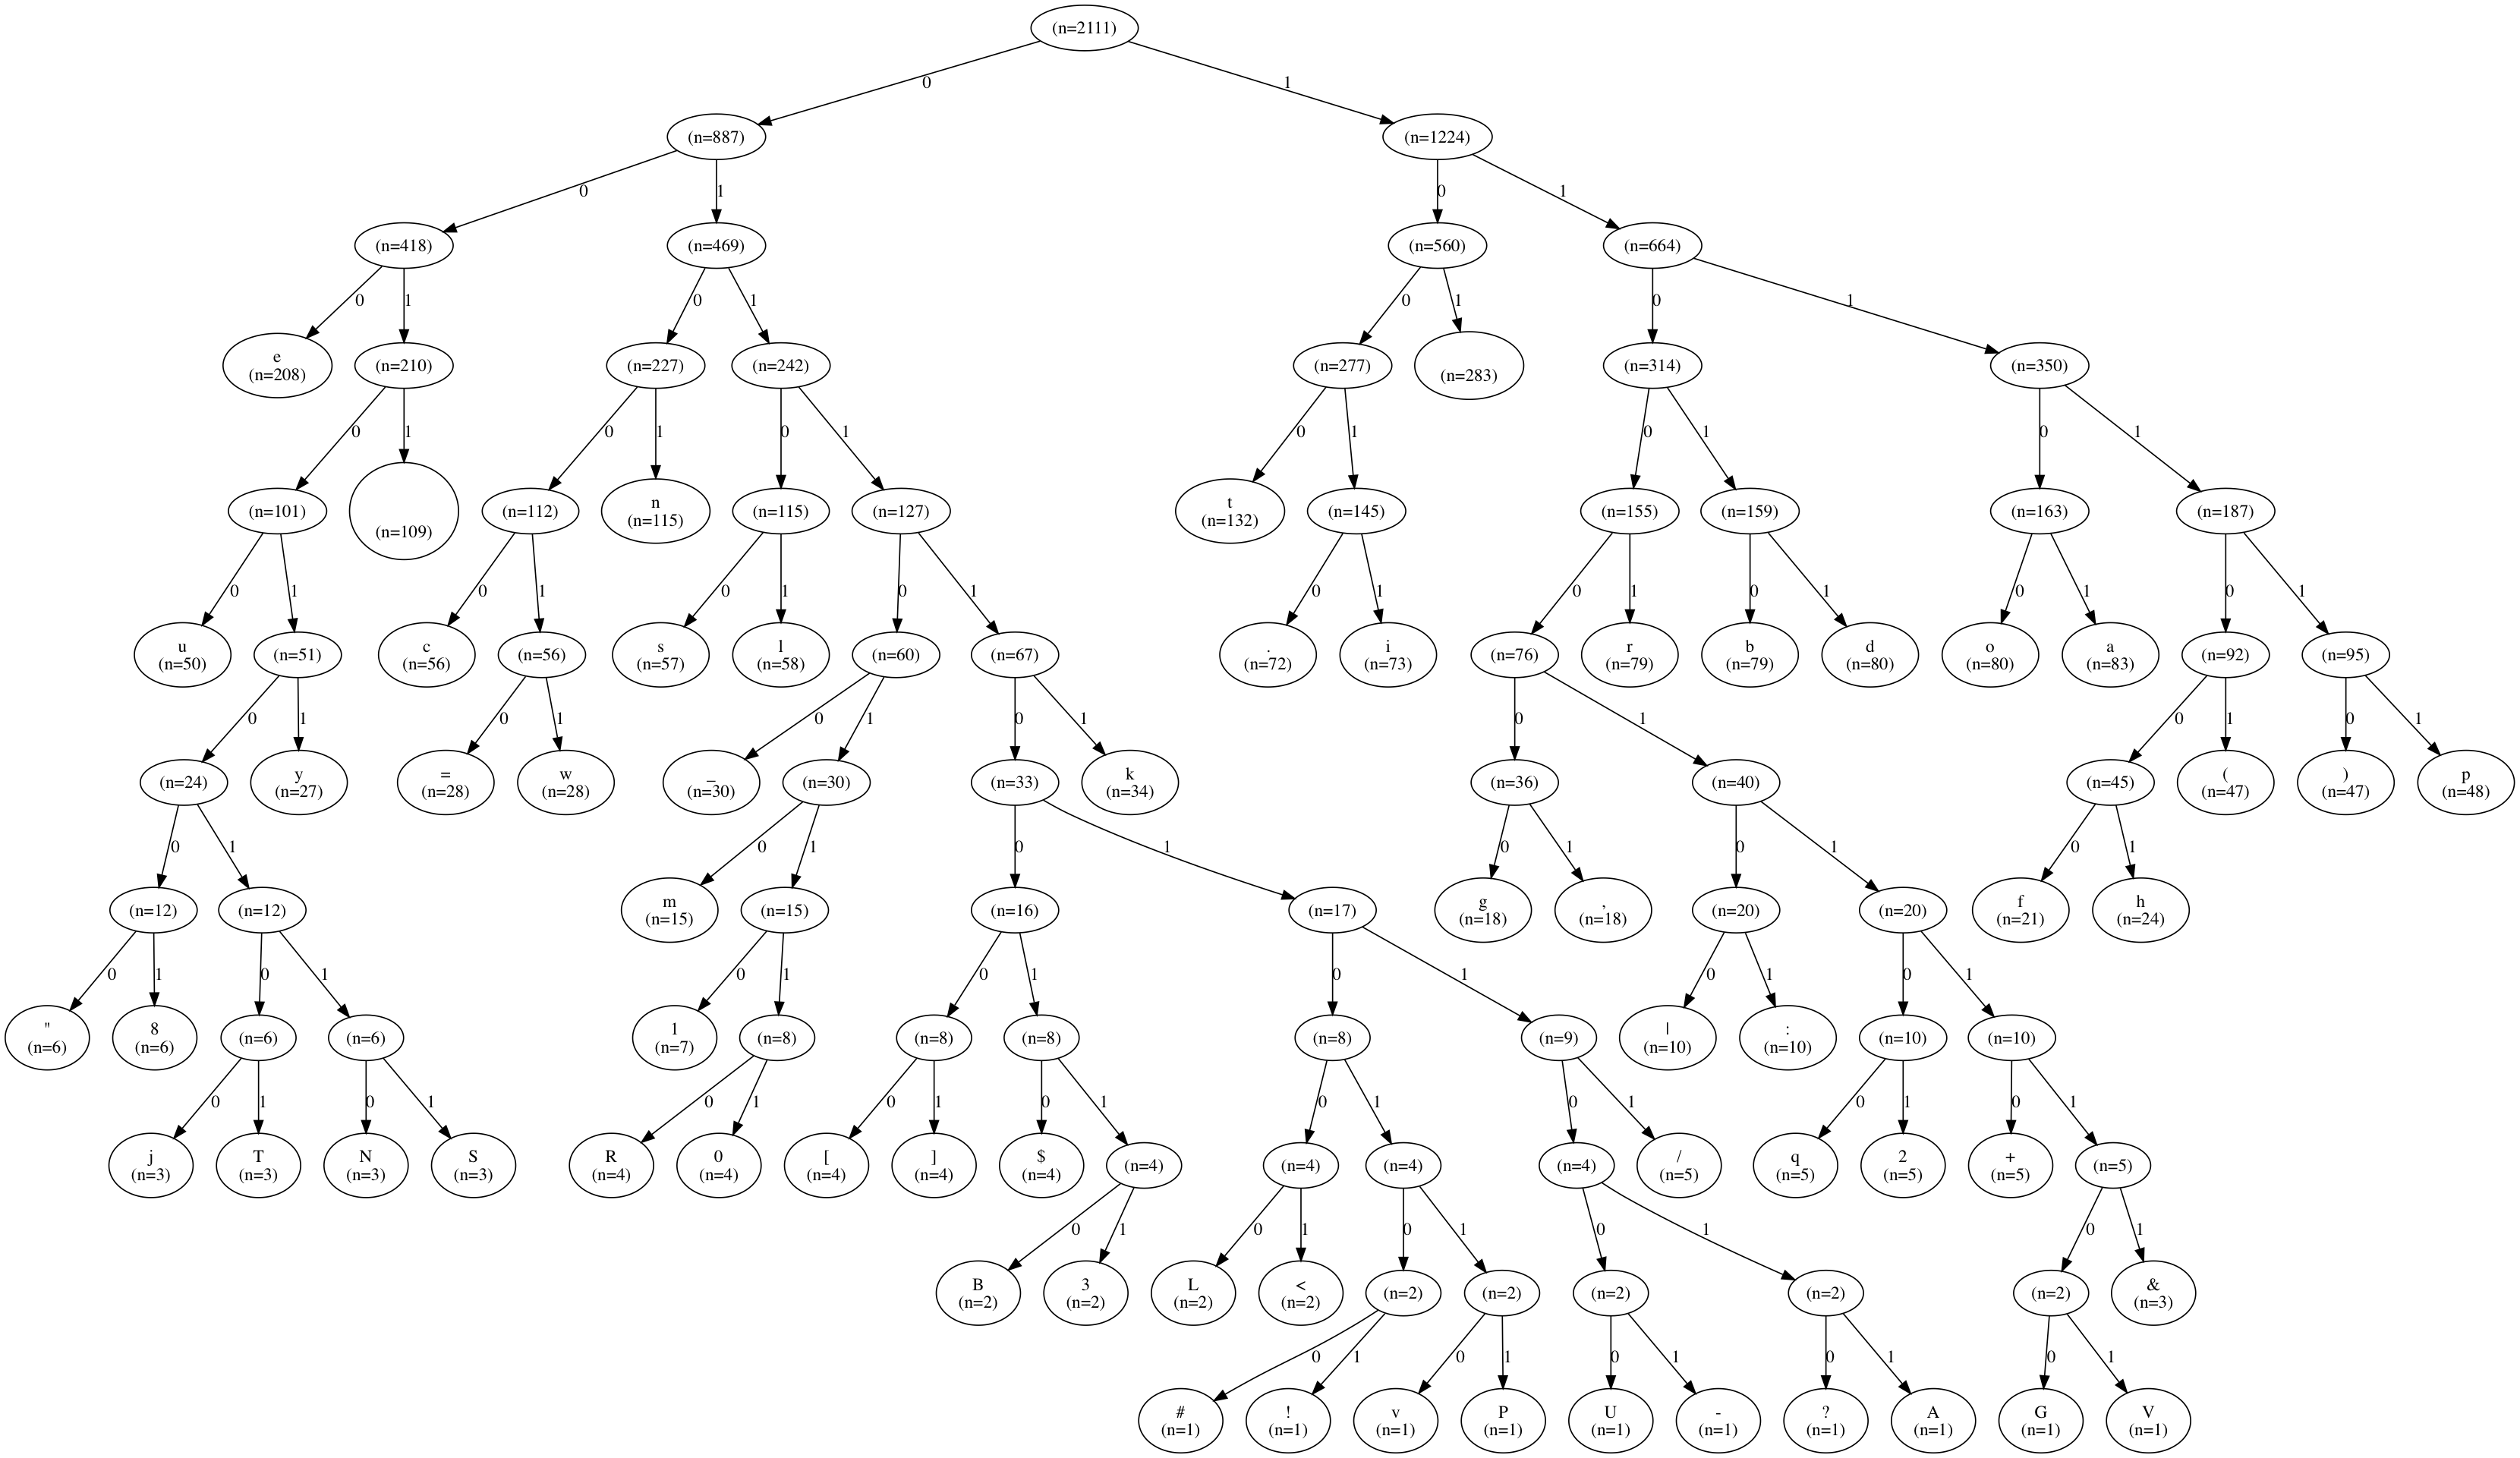 (n=2111)
0 1
(n=887) (n=1224)
0 1 0 1
(n=418) (n=469) (n=560) (n=664)
0 1 0 1 0 1 0 1
e (n=208)
(n=210) (n=227) (n=242) (n=277)
(n=283)
(n=314) (n=350)
0 1 0 1 0 1 0 1 0 1 0 1
(n=101)
(n=109)
(n=112)
n (n=115)
(n=115) (n=127)
t (n=132)
(n=145) (n=155) (n=159) (n=163) (n=187)
0 1 0 1 0 1 0 1 0 1 0 1 0 1 0 1 0 1
u (n=50)
(n=51)
c (n=56)
(n=56)
s (n=57)
l (n=58)
(n=60) (n=67)
. (n=72)
i (n=73)
(n=76)
r (n=79)
b (n=79)
d (n=80)
o (n=80)
a (n=83)
(n=92) (n=95)
0 1 0 1 0 1 0 1 0 1 0 1 0 1
(n=24)
y (n=27)
= (n=28)
w (n=28)
_ (n=30)
(n=30) (n=33)
k (n=34)
(n=36) (n=40) (n=45)
( (n=47)
) (n=47)
p (n=48)
0 1 0 1 0 1 0 1 0 1 0 1
(n=12) (n=12)
m (n=15)
(n=15) (n=16) (n=17)
g (n=18)
, (n=18)
(n=20) (n=20)
f (n=21)
h (n=24)
0 1 0 1 0 1 0 1 0 1 0 1 0 1
" (n=6)
8 (n=6)
(n=6) (n=6)
1 (n=7)
(n=8) (n=8) (n=8) (n=8) (n=9)
| (n=10)
: (n=10)
(n=10) (n=10)
0 1 0 1 0 1 0 1 0 1 0 1 0 1 0 1 0 1
j (n=3)
T (n=3)
N (n=3)
S (n=3)
R (n=4)
0 (n=4)
[ (n=4)
] (n=4)
$ (n=4)
(n=4) (n=4) (n=4) (n=4)
/ (n=5)
q (n=5)
2 (n=5)
+ (n=5)
(n=5)
0 1 0 1 0 1 0 1 0 1
B (n=2)
3 (n=2)
L (n=2)
< (n=2)
(n=2) (n=2) (n=2) (n=2) (n=2)
& (n=3)
0 1 0 1 0 1 0 1 0 1
# (n=1)
! (n=1)
v (n=1)
P (n=1)
U (n=1)
- (n=1)
? (n=1)
A (n=1)
G (n=1)
V (n=1)